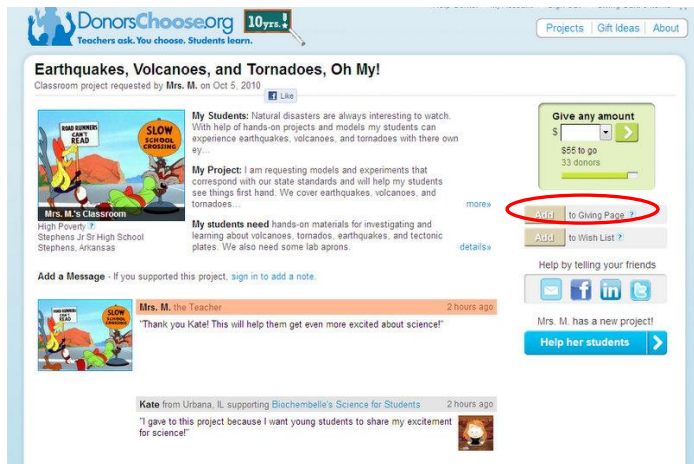 DonorsChoose.org 10yrs.!
Teachers ask. You choose. Students learn.
Projects | Gift Ideas | About
Earthquakes, Volcanoes, and Tornadoes, Oh My!
Classroom project requested by Mrs. M. on Oct 5, 2010
Like
ROAD RUNNERS
CAN'T
READ
SLOW
SCHOOL
CROSSING
Mrs. M.'s Classroom
High Poverty ?
Stephens Jr Sr High School
Stephens, Arkansas
My Students: Natural disasters are always interesting to watch.
With help of hands-on projects and models my students can
experience earthquakes, volcanoes, and tornadoes with there own
ey...
My Project: I am requesting models and experiments that
correspond with our state standards and will help my students
see things first hand. We cover earthquakes, volcanoes, and
tornadoes...
more»
My students need hands-on materials for investigating and
learning about volcanoes, tornados, earthquakes, and tectonic
plates. We also need some lab aprons.
details»
Give any amount
$
$55 to go
33 donors
Add to Giving Page ?
Add to Wish List ?
Help by telling your friends
f in t
Mrs. M. has a new project!
Help her students
Add a Message - If you supported this project, sign in to add a note.
ROAD RUNNERS
CAN'T
READ
SLOW
SCHOOL
CROSSING
Mrs. M. the Teacher 2 hours ago
"Thank you Kate! This will help them get even more excited about science!"
Kate from Urbana, IL supporting Biochembelle's Science for Students 2 hours ago
"I gave to this project because I want young students to share my excitement
for science!"